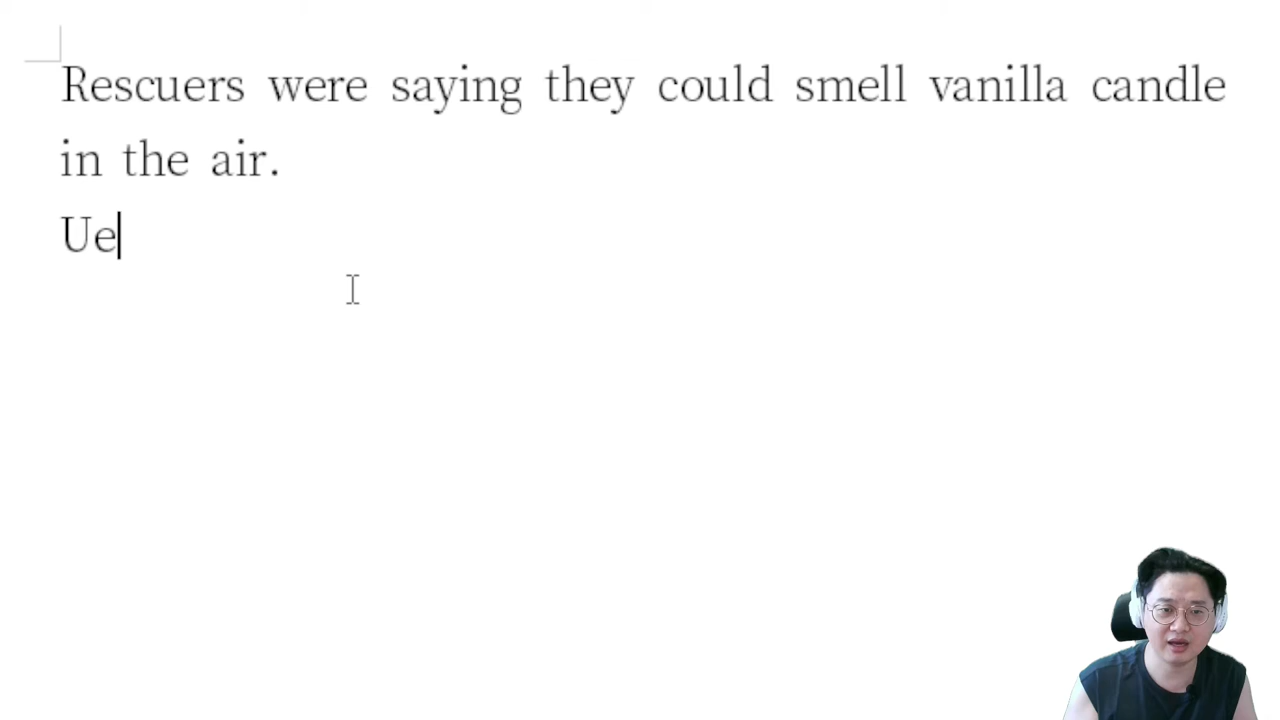 Rescuers were saying they could smell vanilla candle
in the air.
Ue